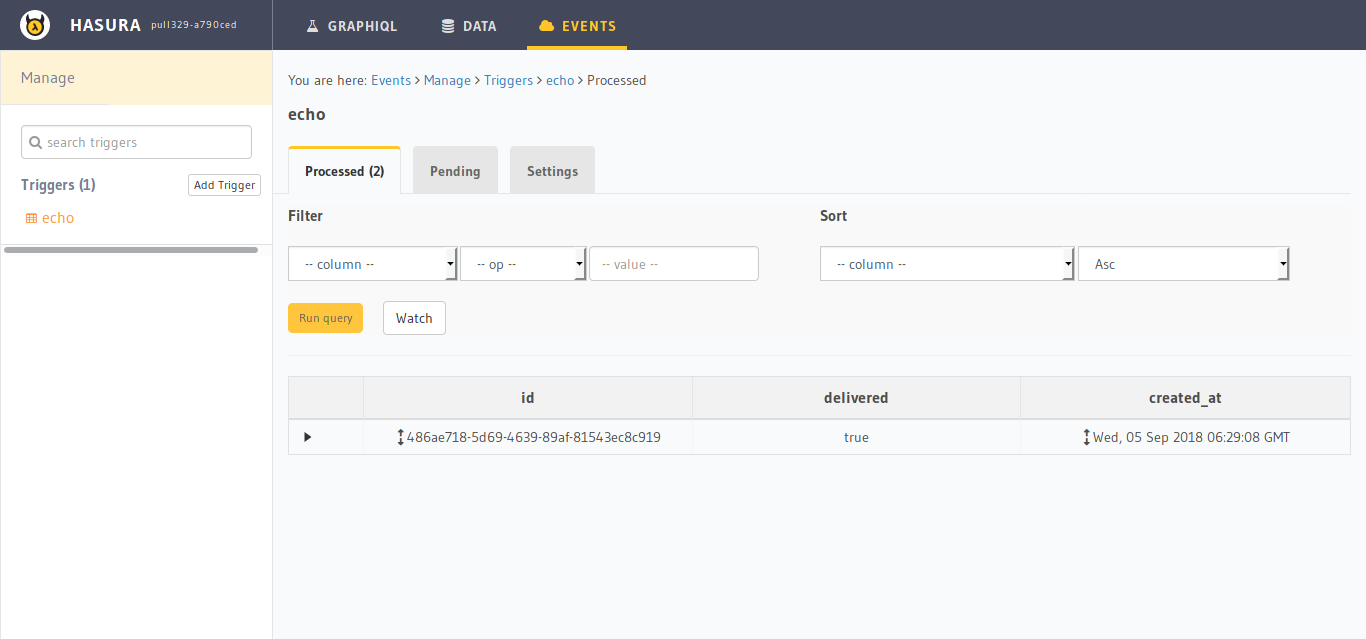 HASURA pull329-a790ced GRAPHIQL DATA EVENTS
Manage
You are here: Events > Manage > Triggers > echo > Processed
echo
search triggers
Processed (2) Pending Settings
Triggers (1) Add Trigger
echo
Filter Sort
-- column -- -- op -- -- value -- -- column -- Asc
Run query Watch
id delivered created_at
486ae718-5d69-4639-89af-81543ec8c919 true Wed, 05 Sep 2018 06:29:08 GMT